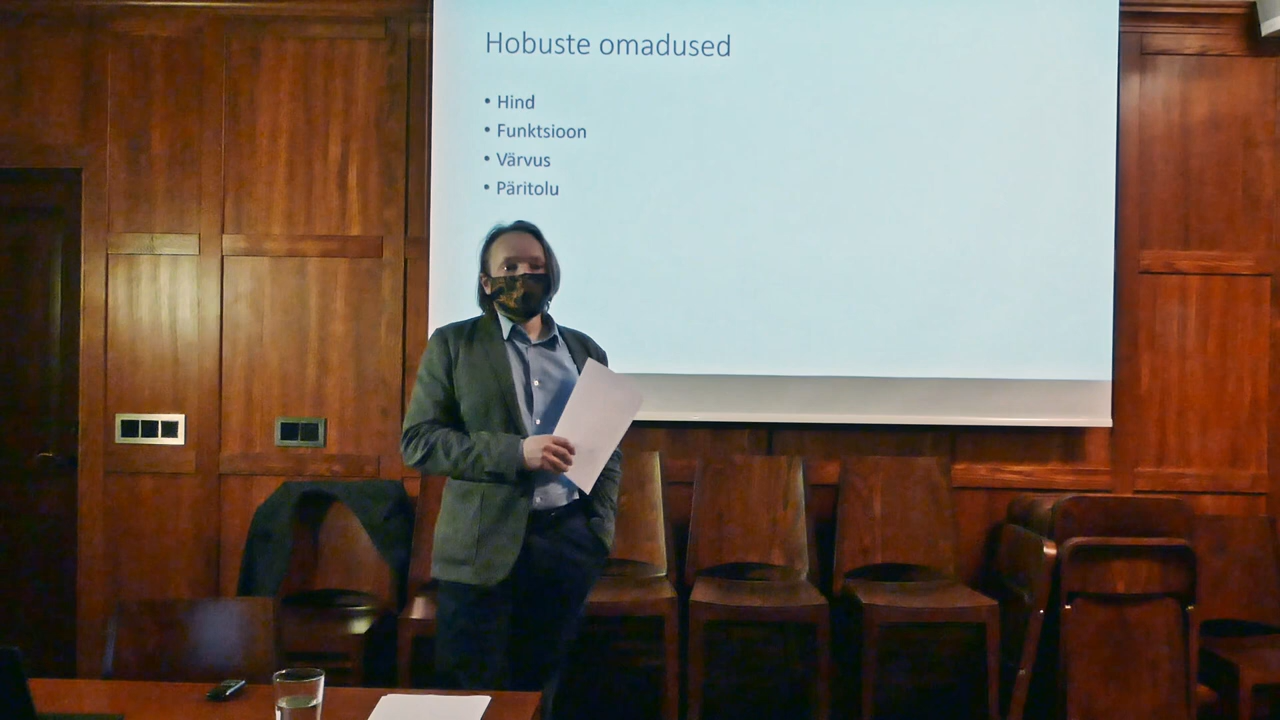 Hobuste omadused
• Hind
• Funktsioon
• Värvus
• Päritolu